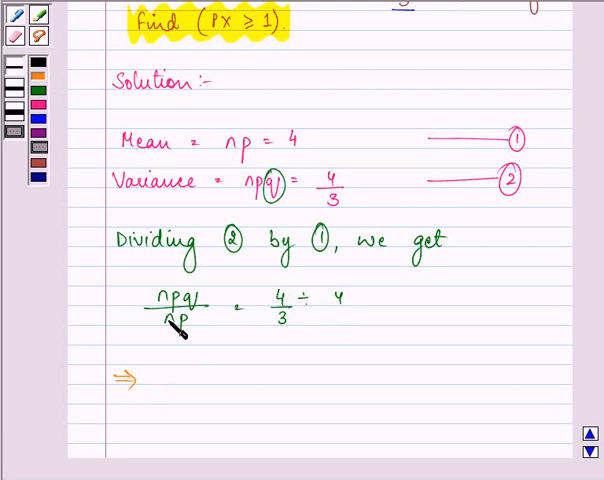 Find (PX ≥ 1).
Solution:-
Mean = np = 4 ——— ①
Variance = npq = 4/3 ——— ②
Dividing ② by ①, we get
npq/np = 4/3 ÷ 4
⇒